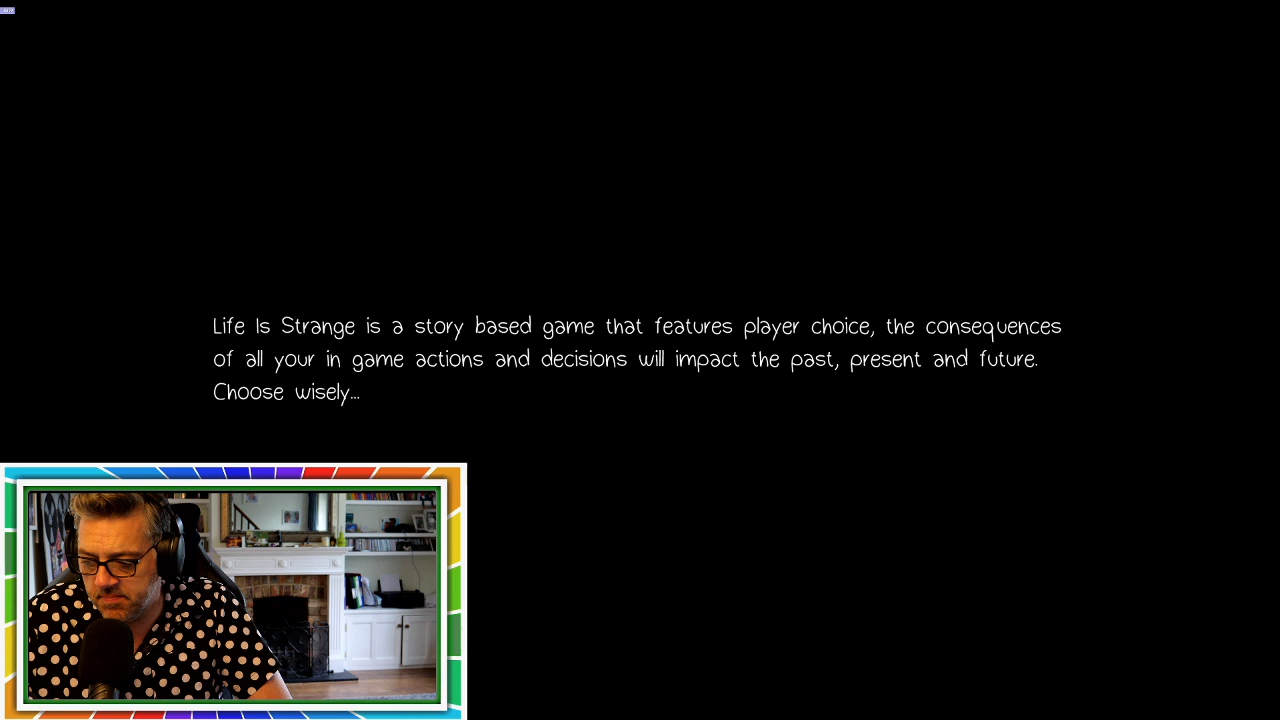 Life Is Strange is a story based game that features player choice, the consequences
of all your in game actions and decisions will impact the past, present and future.
Choose wisely...